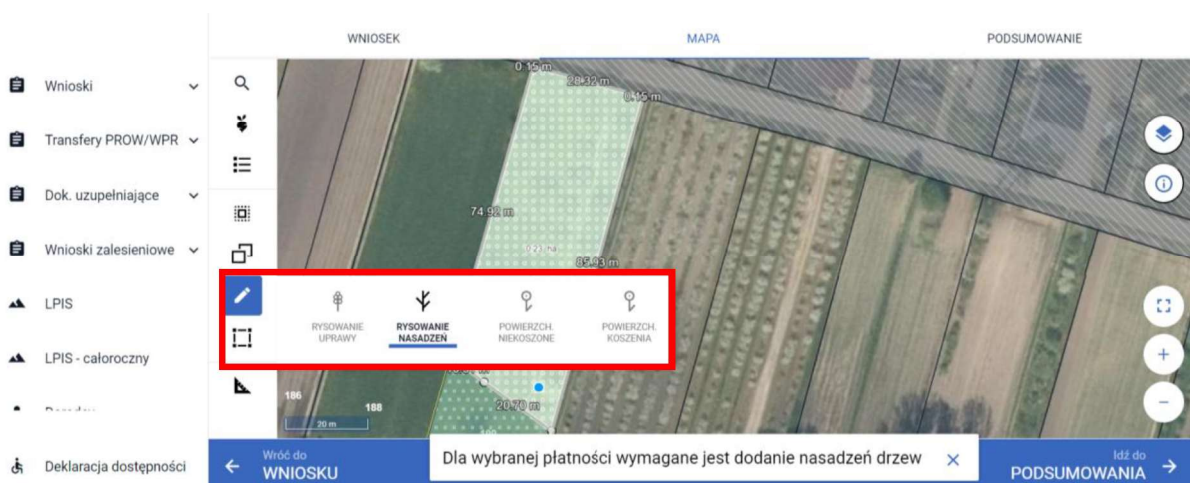 WNIOSEK
MAPA
PODSUMOWANIE
Wnioski
Transfery PROW/WPR
Dok. uzupełniające
Wnioski zalesieniowe
LPIS
LPIS - całoroczny
Deklaracja dostępności
0.15 m
28.32 m
0.15 m
74.92 m
0.23 ha
85.93 m
RYSOWANIE
UPRAWY
RYSOWANIE
NASADZEŃ
POWIERZCH.
NIEKOSZONE
POWIERZCH.
KOSZENIA
20.70 m
186
188
20 m
Wróć do
WNIOSKU
Dla wybranej płatności wymagane jest dodanie nasadzeń drzew
Idź do
PODSUMOWANIA